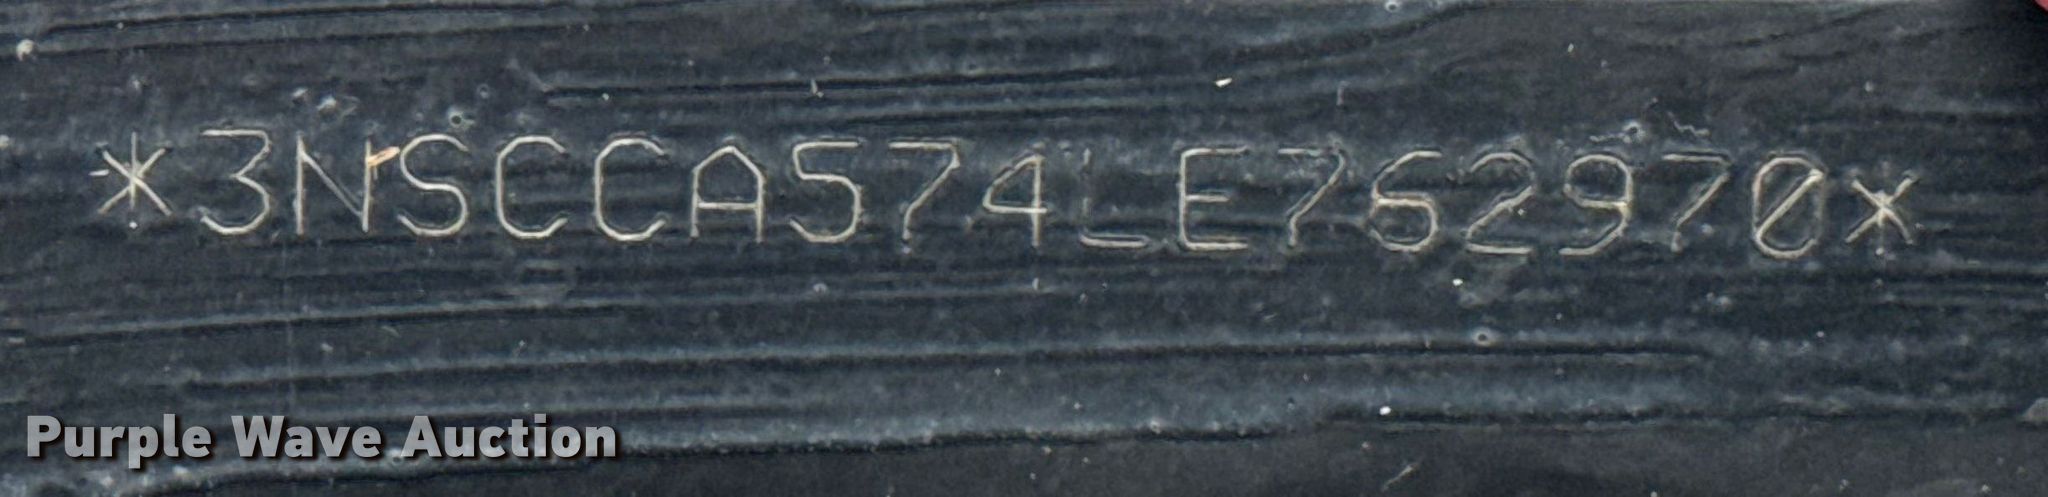 *3NSCCA574LE762970*
Purple Wave Auction